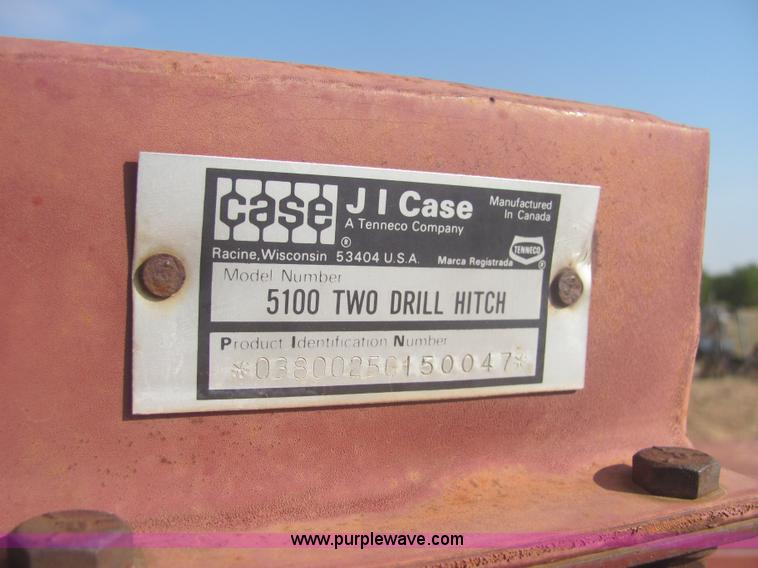 case
®
J I Case
A Tenneco Company
Manufactured
In Canada
Racine, Wisconsin 53404 U.S.A.
Marca Registrada
TENNECO
®
Model Number
5100 TWO DRILL HITCH
Product Identification Number
www.purplewave.com